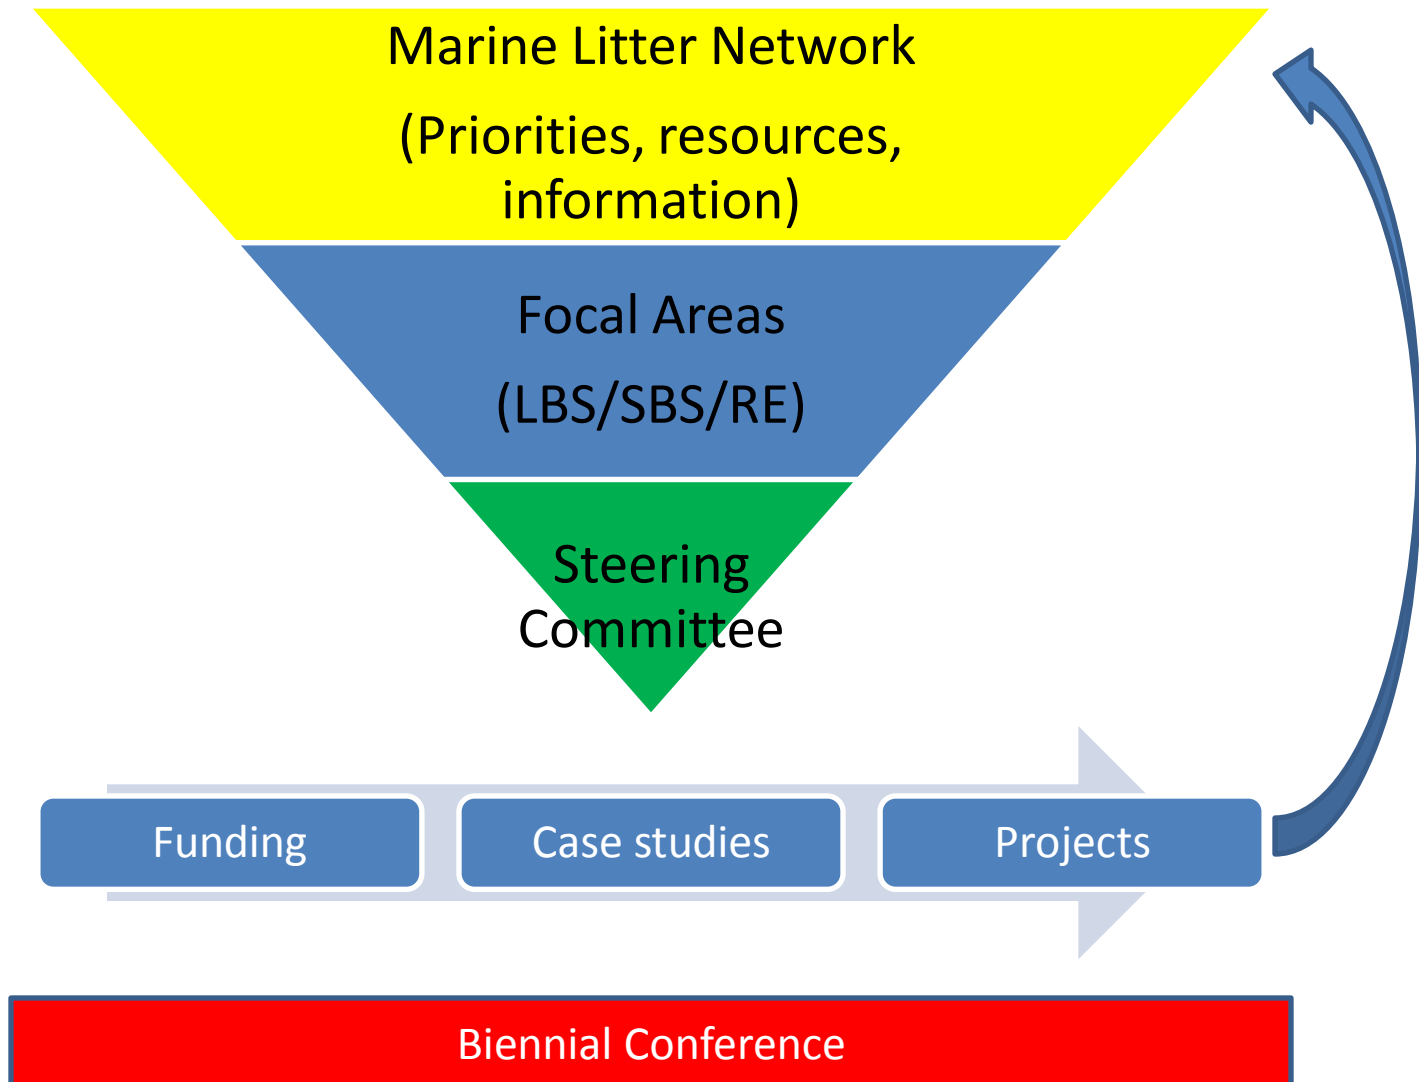 Marine Litter Network
(Priorities, resources,
information)
Focal Areas
(LBS/SBS/RE)
Steering
Committee
Funding
Case studies
Projects
Biennial Conference